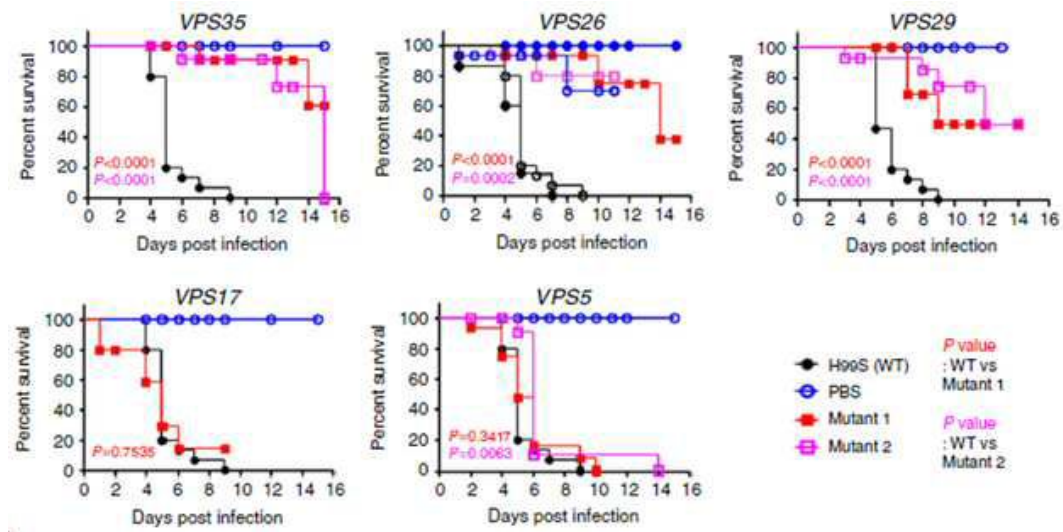 VPS35
Percent survival
100
80
60
40
20
0
P<0.0001
P<0.0001
0 2 4 6 8 10 12 14 16
Days post infection
VPS26
Percent survival
100
80
60
40
20
0
P<0.0001
P=0.0002
0 2 4 6 8 10 12 14 16
Days post infection
VPS29
Percent survival
100
80
60
40
20
0
P<0.0001
P<0.0001
0 2 4 6 8 10 12 14 16
Days post infection
VPS17
Percent survival
100
80
60
40
20
0
P=0.7535
0 2 4 6 8 10 12 14 16
Days post infection
VPS5
Percent survival
100
80
60
40
20
0
P=0.3417
P=0.0063
0 2 4 6 8 10 12 14 16
Days post infection
H99S (WT)
PBS
Mutant 1
Mutant 2
P value
: WT vs
Mutant 1
P value
: WT vs
Mutant 2